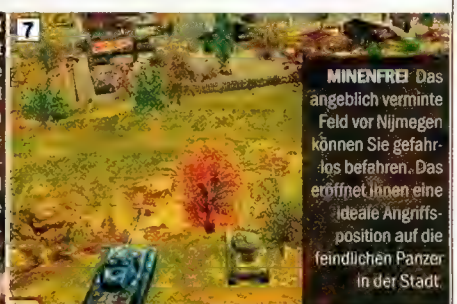 7
MINENFREI Das
angeblich verminte
Feld vor Nijmegen
können Sie gefahr-
los befahren. Das
eröffnet Ihnen eine
ideale Angriffs-
position auf die
feindlichen Panzer
in der Stadt.